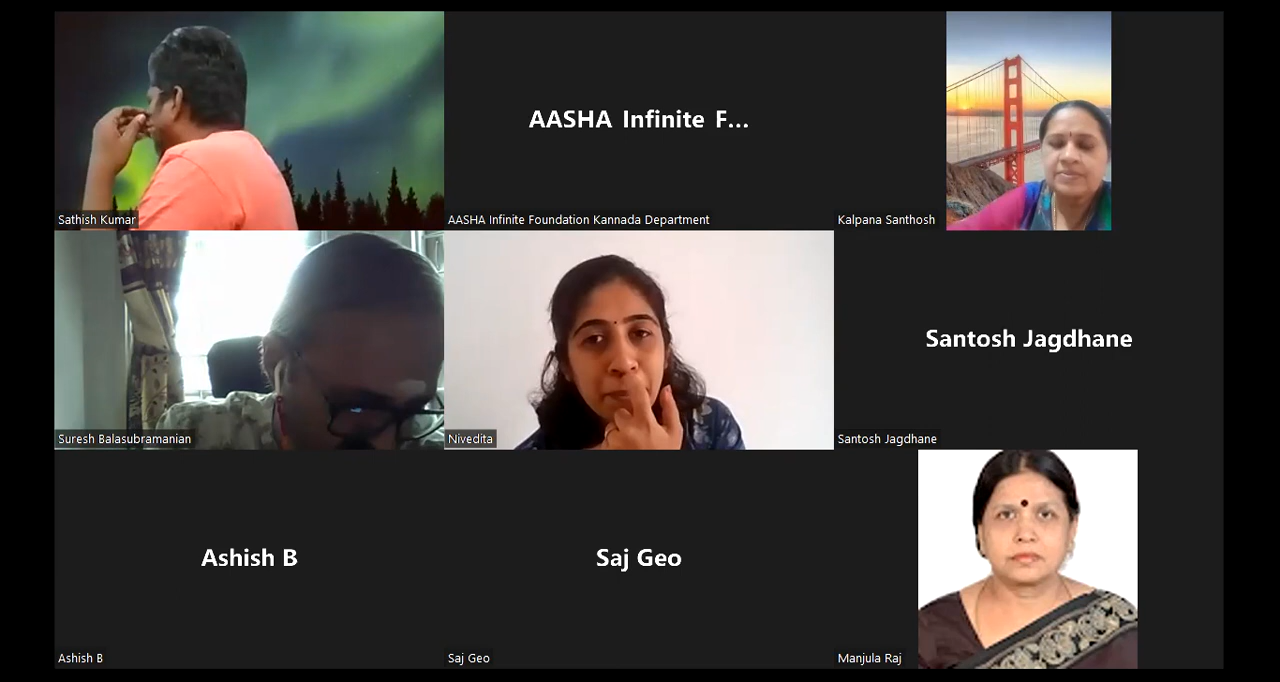 AASHA Infinite F...
Sathish Kumar
AASHA Infinite Foundation Kannada Department
Kalpana Santhosh
Santosh Jagdhane
Suresh Balasubramanian
Nivedita
Santosh Jagdhane
Ashish B
Saj Geo
Ashish B
Saj Geo
Manjula Raj